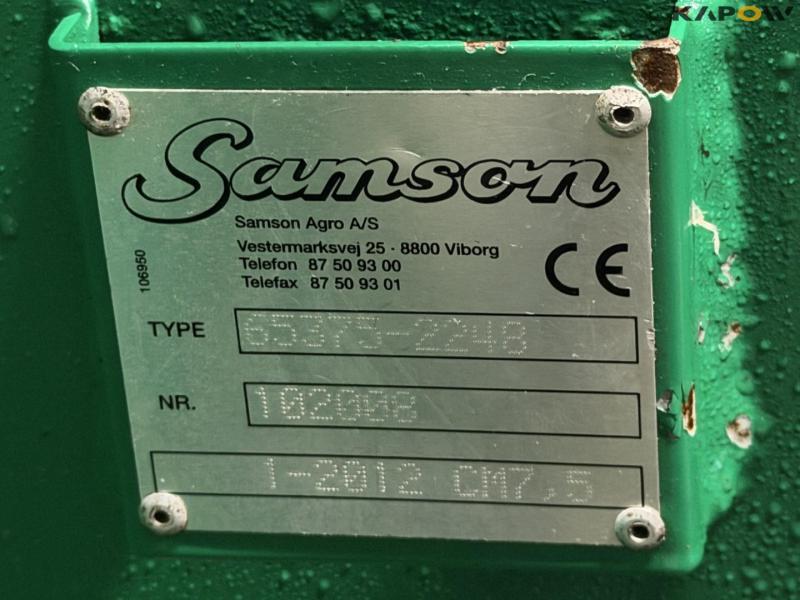 KAPOW
Samson
Samson Agro A/S
Vestermarksvej 25 · 8800 Viborg
Telefon 87 50 93 00
Telefax 87 50 93 01
CE
106950
TYPE 65375-2248
NR. 102008
1-2012 CM7,5